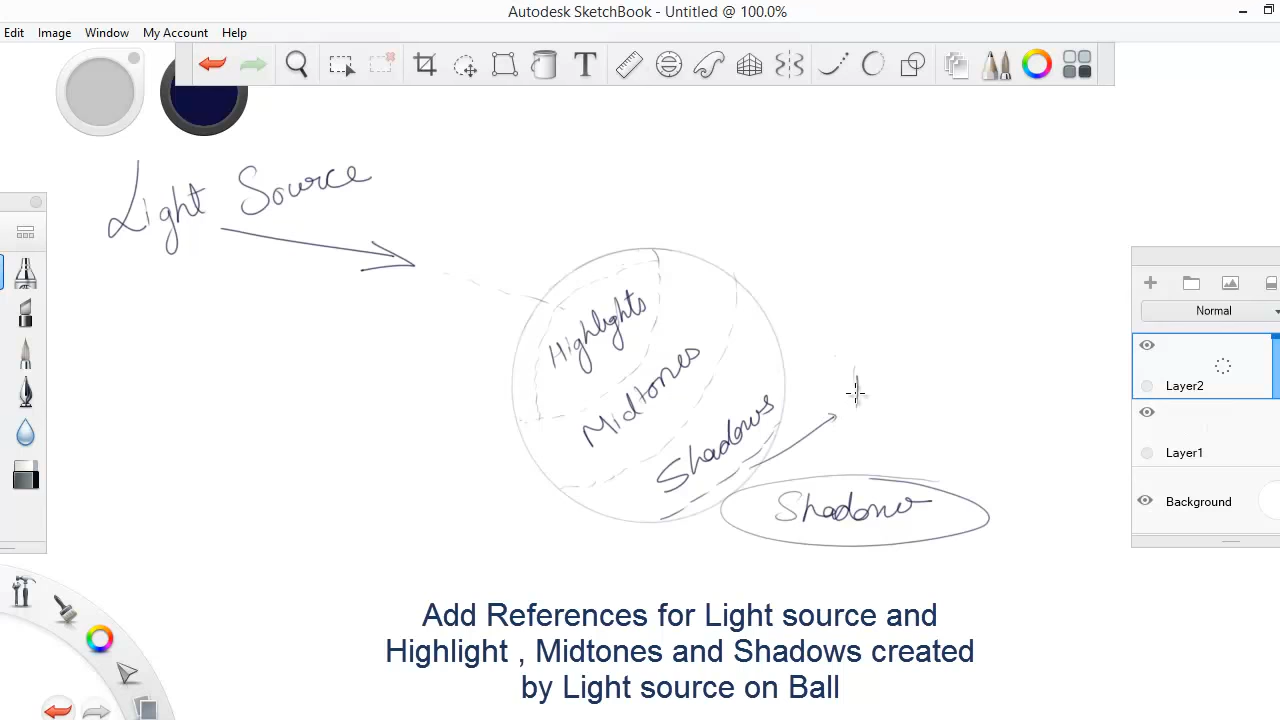 Autodesk SketchBook - Untitled @ 100.0%
Edit Image Window My Account Help
Light Source
Normal
Highlights
Midtones
Shadows
Layer2
Layer1
Shadow
Background
Add References for Light source and
Highlight , Midtones and Shadows created
by Light source on Ball